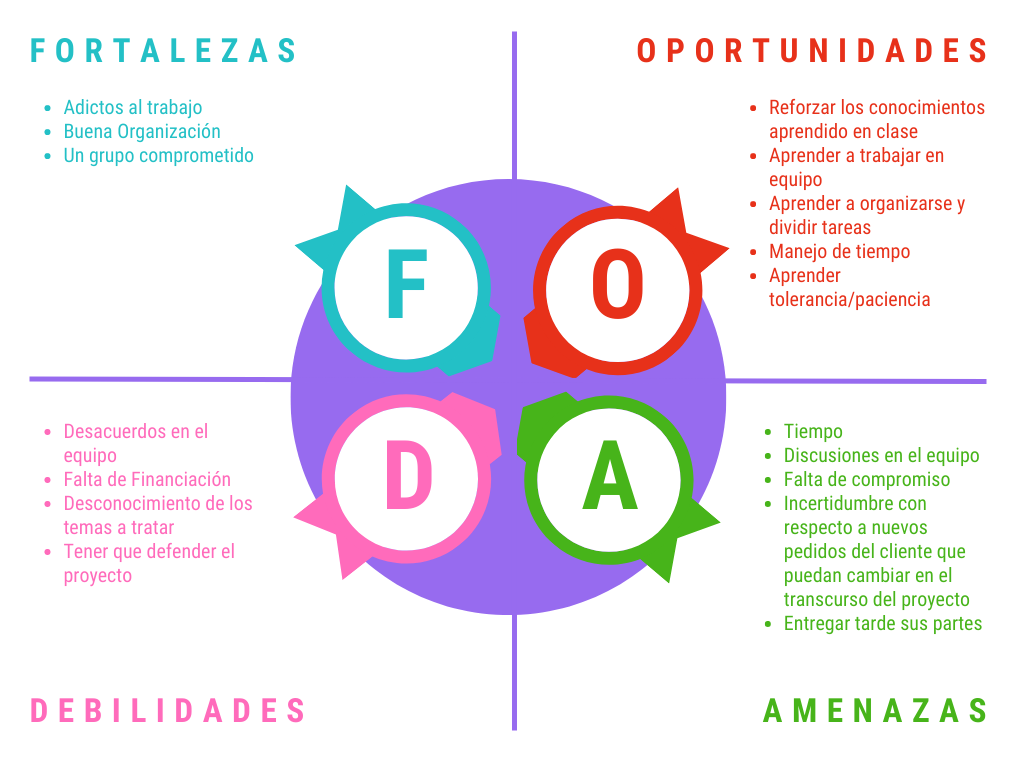 FORTALEZAS
• Adictos al trabajo
• Buena Organización
• Un grupo comprometido
OPORTUNIDADES
• Reforzar los conocimientos
aprendido en clase
• Aprender a trabajar en
equipo
• Aprender a organizarse y
dividir tareas
• Manejo de tiempo
• Aprender
tolerancia/paciencia
F
O
D
A
• Desacuerdos en el
equipo
• Falta de Financiación
• Desconocimiento de los
temas a tratar
• Tener que defender el
proyecto
DEBILIDADES
• Tiempo
• Discusiones en el equipo
• Falta de compromiso
• Incertidumbre con
respecto a nuevos
pedidos del cliente que
puedan cambiar en el
transcurso del proyecto
• Entregar tarde sus partes
AMENAZAS